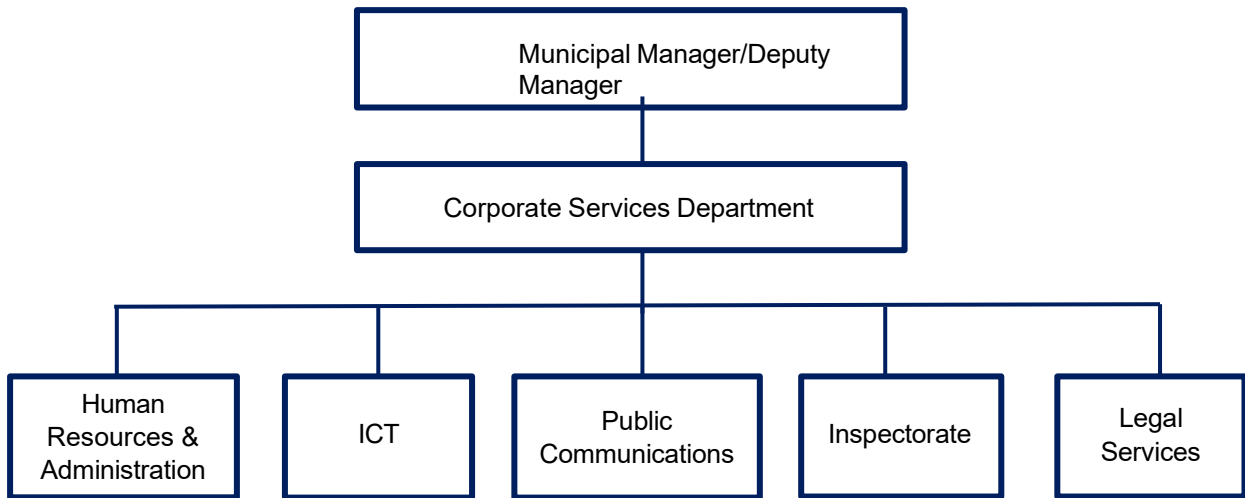 Municipal Manager/Deputy
Manager
Corporate Services Department
Human
Resources &
Administration
ICT
Public
Communications
Inspectorate
Legal
Services